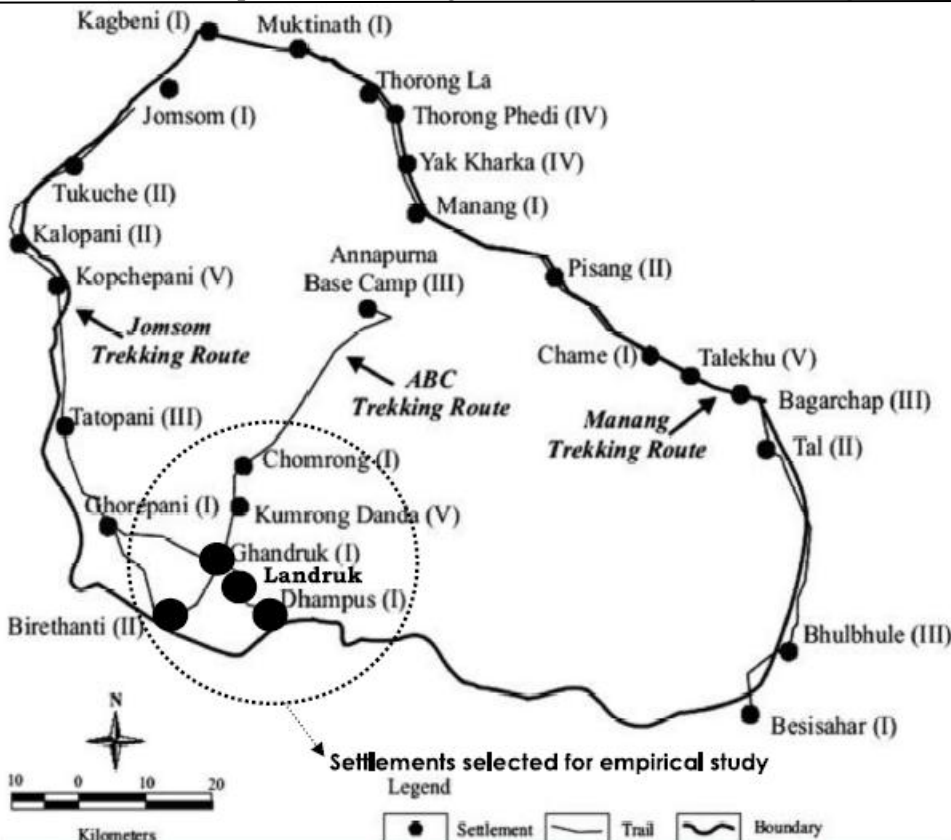 Kagbeni (I)
Muktinath (I)
Thorong La
Jomsom (I)
Thorong Phedi (IV)
Yak Kharka (IV)
Tukuche (II)
Manang (I)
Kalopani (II)
Annapurna
Base Camp (III)
Pisang (II)
Kopchepani (V)
Jomsom
Trekking Route
Chame (I)
Talekhu (V)
ABC
Trekking Route
Bagarchap (III)
Manang
Trekking Route
Tatopani (III)
Tal (II)
Chomrong (I)
Ghorepani (I)
Kumrong Danda (V)
Ghandruk (I)
Landruk
Dhampus (I)
Birethanti (II)
Bhulbhule (III)
Besisahar (I)
N
Settlements selected for empirical study
10 0 10 20
Kilometers
Legend
Settlement
Trail
Boundary